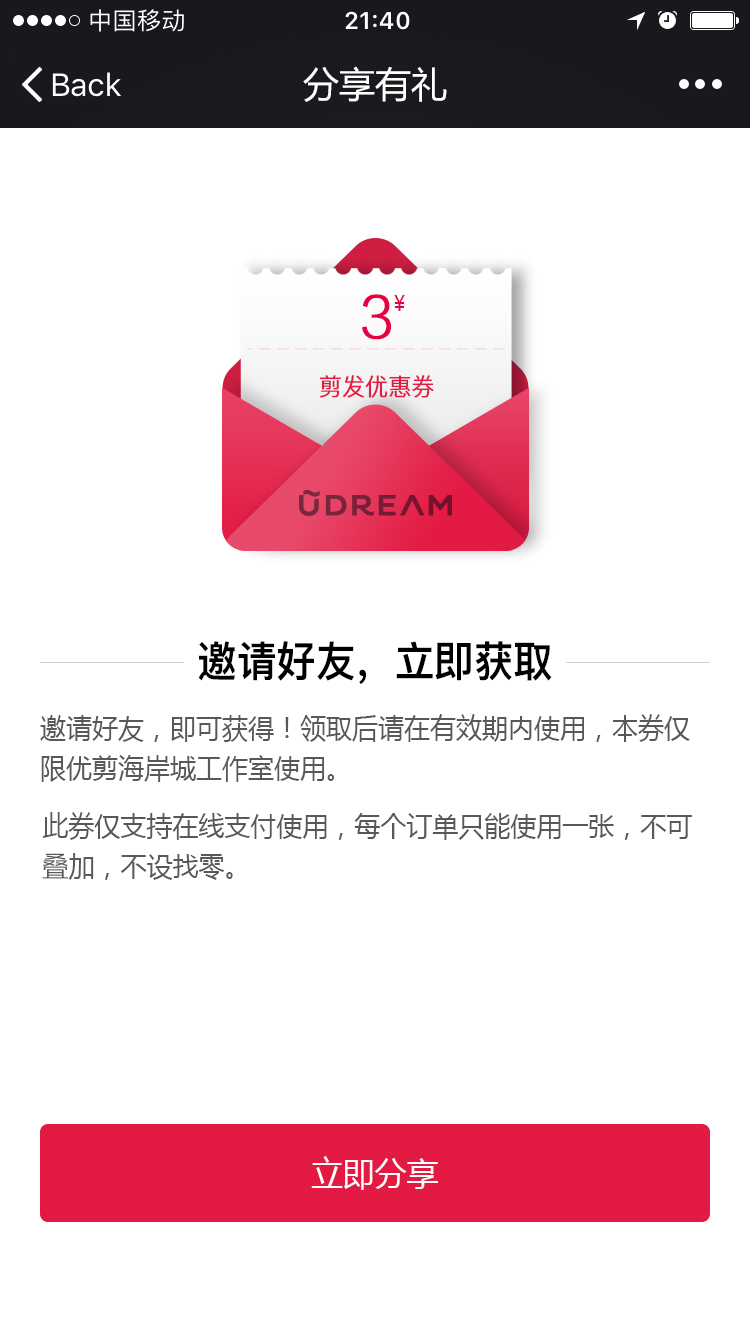 中国移动 21:40
Back 分享有礼
3¥
剪发优惠券
ŨDREAM
邀请好友，立即获取
邀请好友，即可获得！领取后请在有效期内使用，本券仅
限优剪海岸城工作室使用。
此券仅支持在线支付使用，每个订单只能使用一张，不可
叠加，不设找零。
立即分享